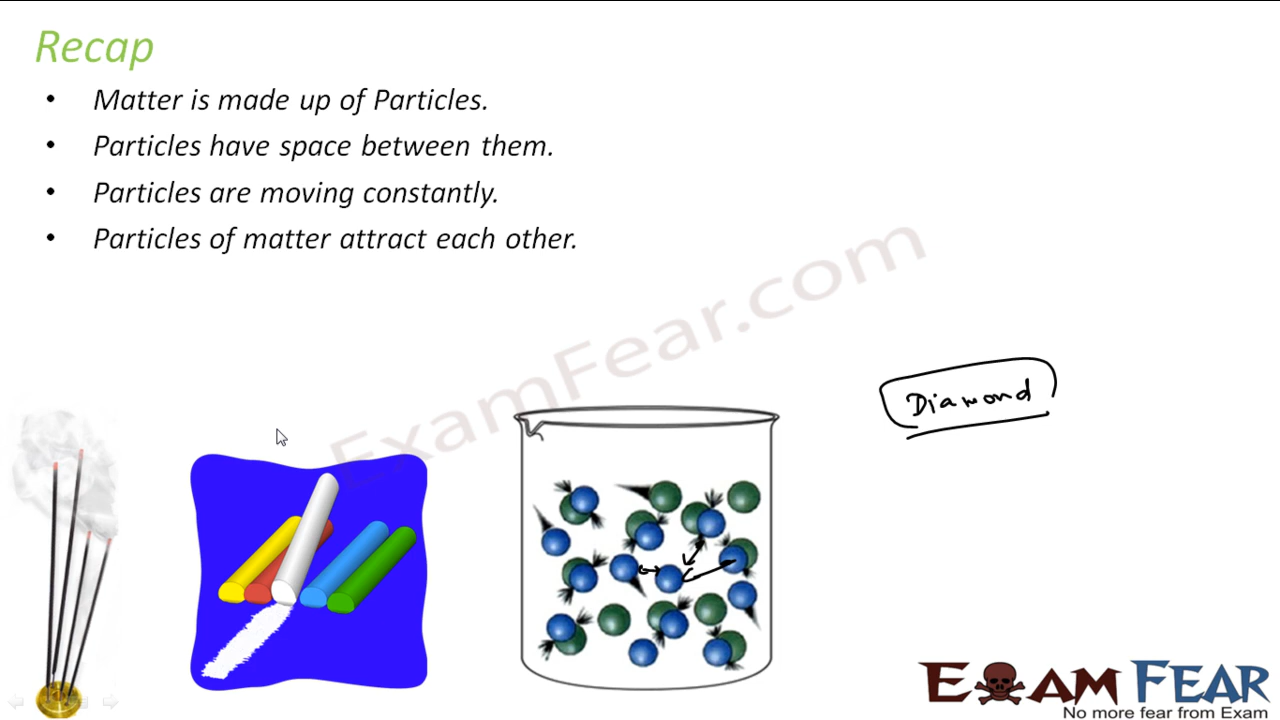 Recap
• Matter is made up of Particles.
• Particles have space between them.
• Particles are moving constantly.
• Particles of matter attract each other.
ExamFear.com
Diamond
EXAM FEAR
No more fear from Exam